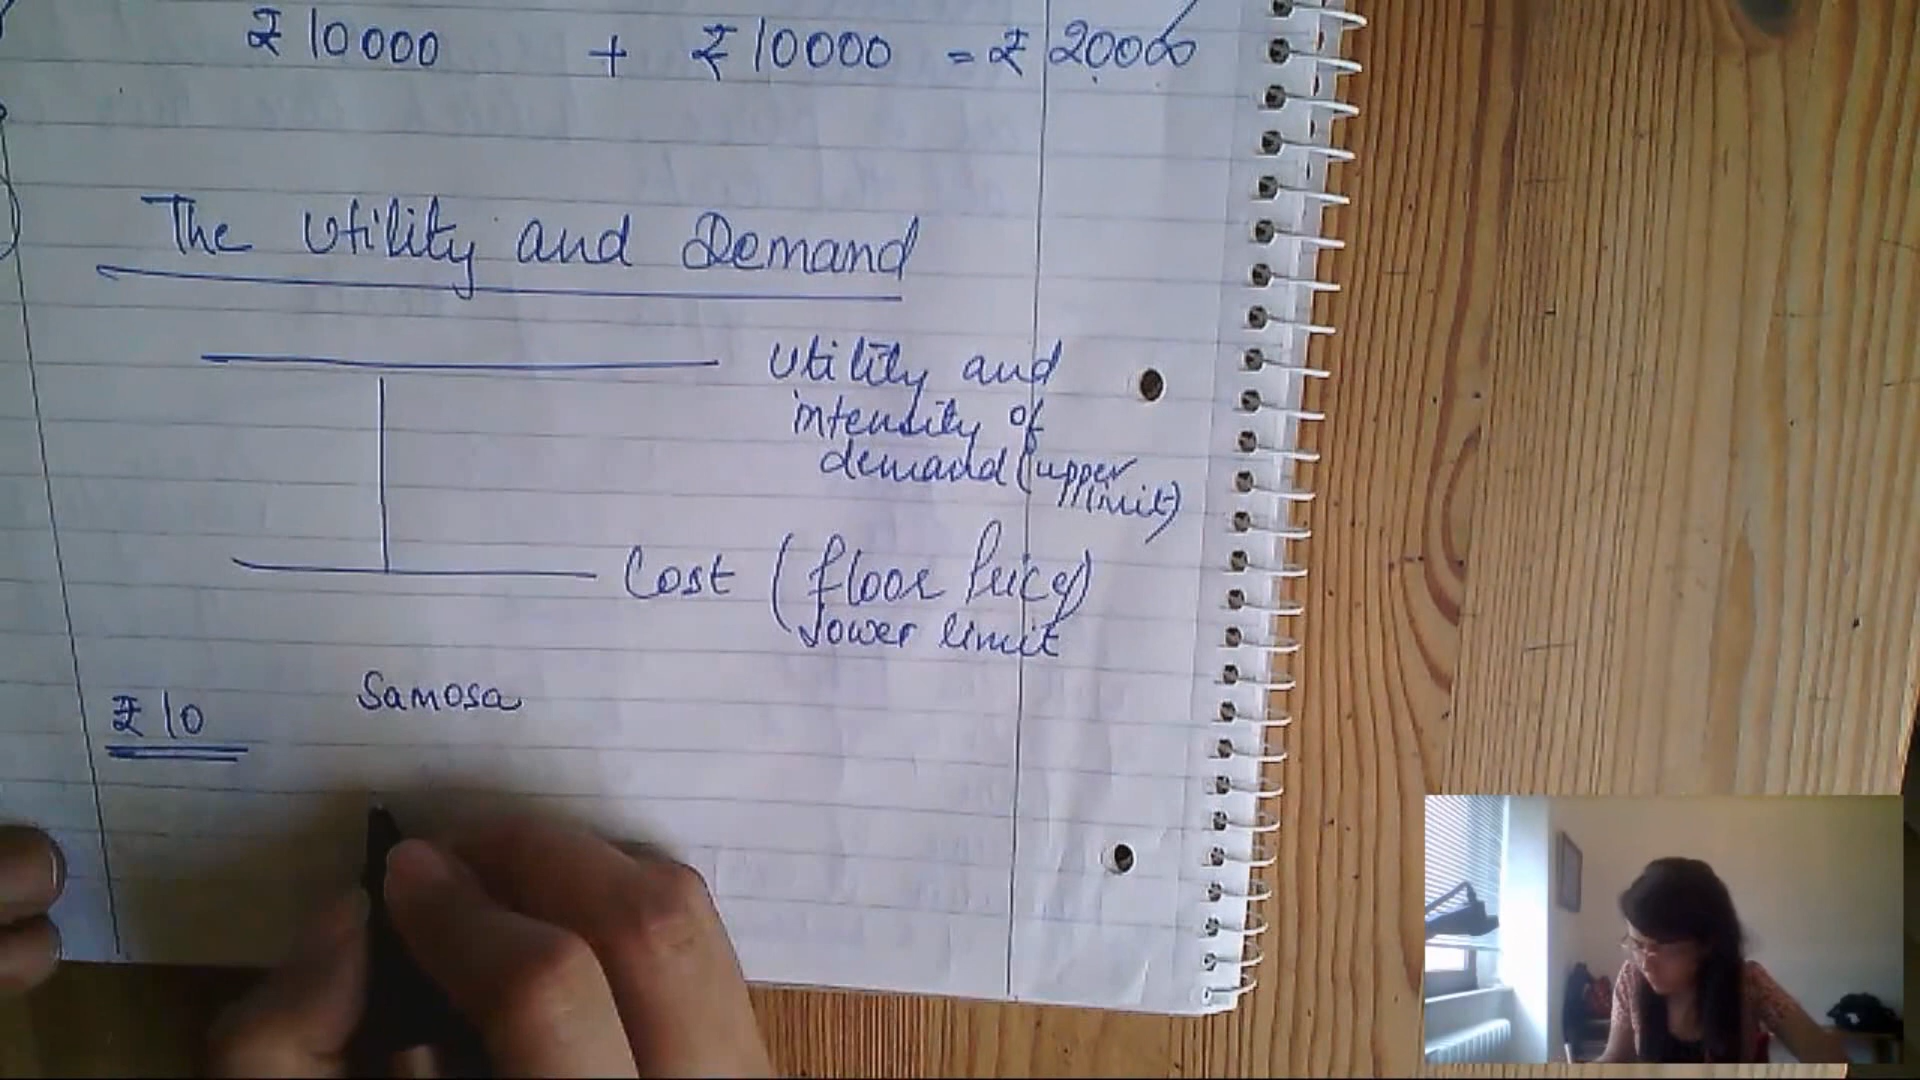 ₹ 10000 + ₹ 10000 = ₹ 20000
The Utility and Demand
Utility and
intensity of
demand (upper
limit)
Cost (floor Price)
lower limit
₹ 10
Samosa